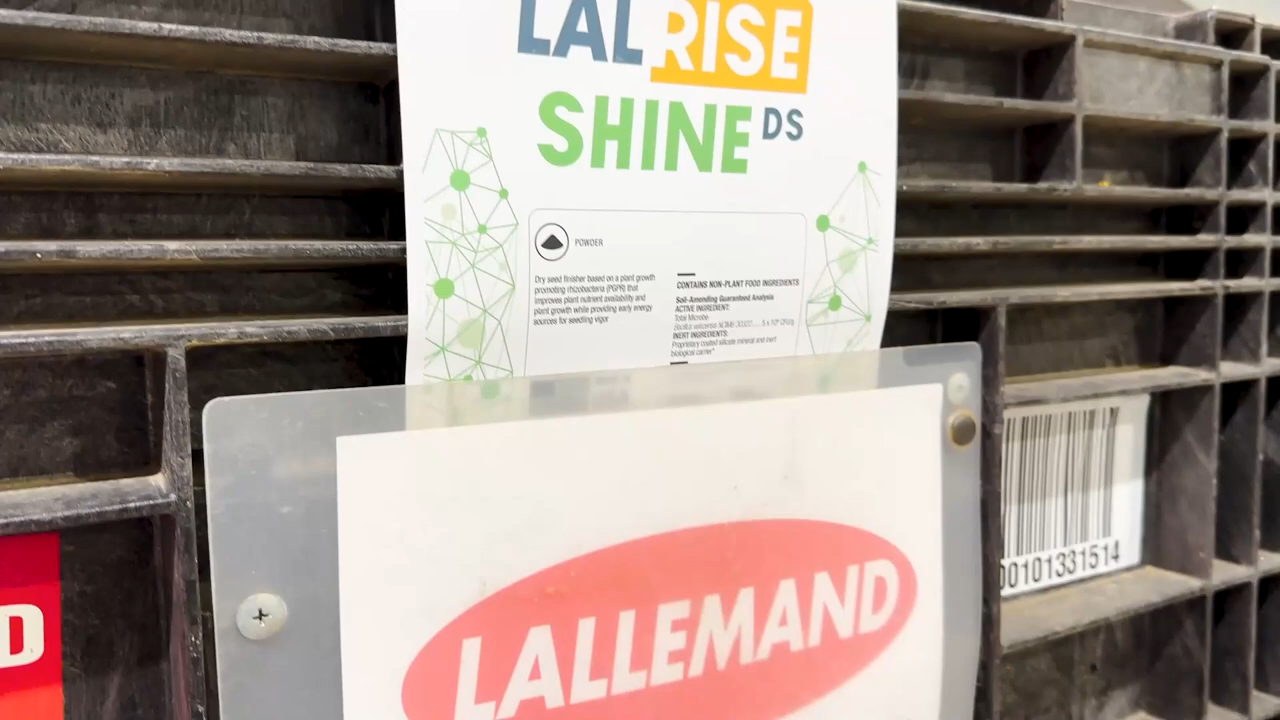 LALRISE
SHINE DS
POWDER
Dry seed finisher based on a plant growth
promoting rhizobacteria (PGPR) that
improves plant nutrient availability and
plant growth while providing early energy
sources for seedling vigor
CONTAINS NON-PLANT FOOD INGREDIENTS
Soil-Amending Guaranteed Analysis
ACTIVE INGREDIENT:
Total Microbe
INERT INGREDIENTS:
Proprietary coated silicate mineral and inert
biological carrier*
LALLEMAND
00101331514
D